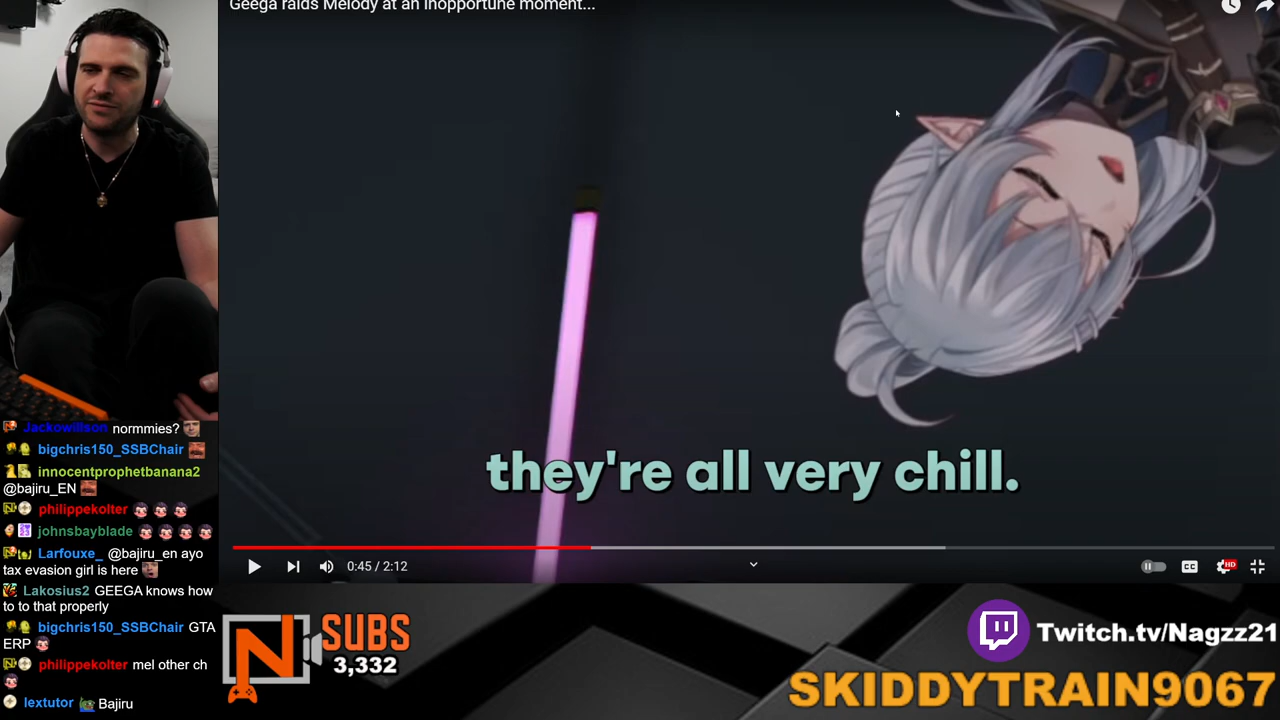 Geega raids Melody at an inopportune moment...
they're all very chill.
0:45 / 2:12
CC
HD
Jackowillson normmies?
bigchris150_SSBChair
innocentprophetbanana2
@bajiru_EN
philippekolter
johnsbayblade
Larfouxe_ @bajiru_en ayo
tax evasion girl is here
Lakosius2 GEEGA knows how
to to that properly
bigchris150_SSBChair GTA
ERP
philippekolter mel other ch
lextutor Bajiru
N SUBS
3,332
Twitch.tv/Nagzz21
SKIDDYTRAIN9067